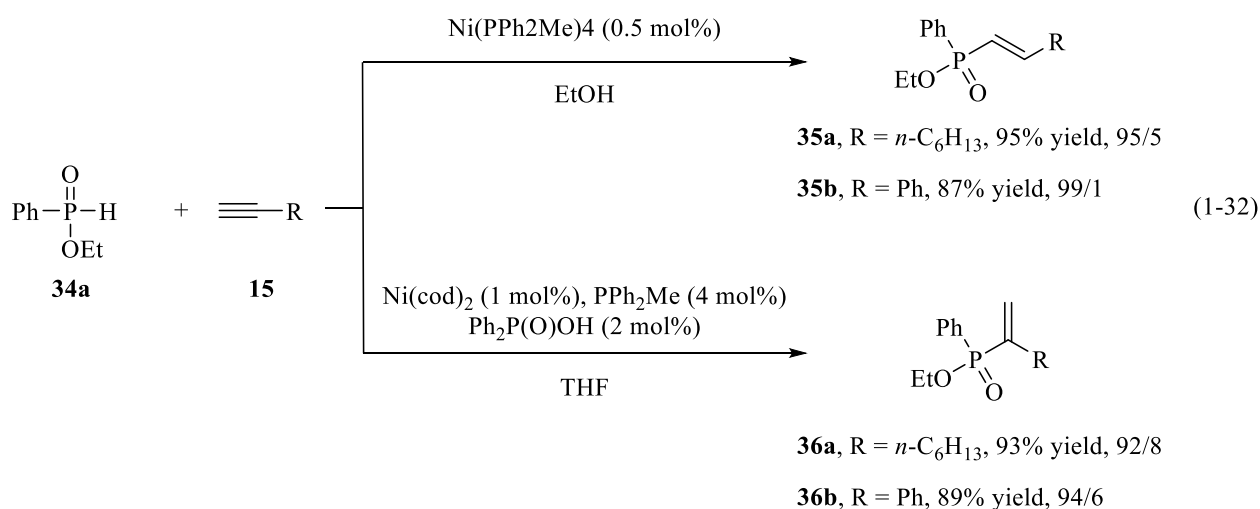 Ni(PPh2Me)4 (0.5 mol%)
EtOH
Ph
P
R
EtO
O
35a, R = n-C₆H₁₃, 95% yield, 95/5
35b, R = Ph, 87% yield, 99/1
O
Ph P H
OEt
34a
+
R
15
(1-32)
Ni(cod)₂ (1 mol%), PPh₂Me (4 mol%)
Ph₂P(O)OH (2 mol%)
THF
Ph
P
R
EtO
O
36a, R = n-C₆H₁₃, 93% yield, 92/8
36b, R = Ph, 89% yield, 94/6